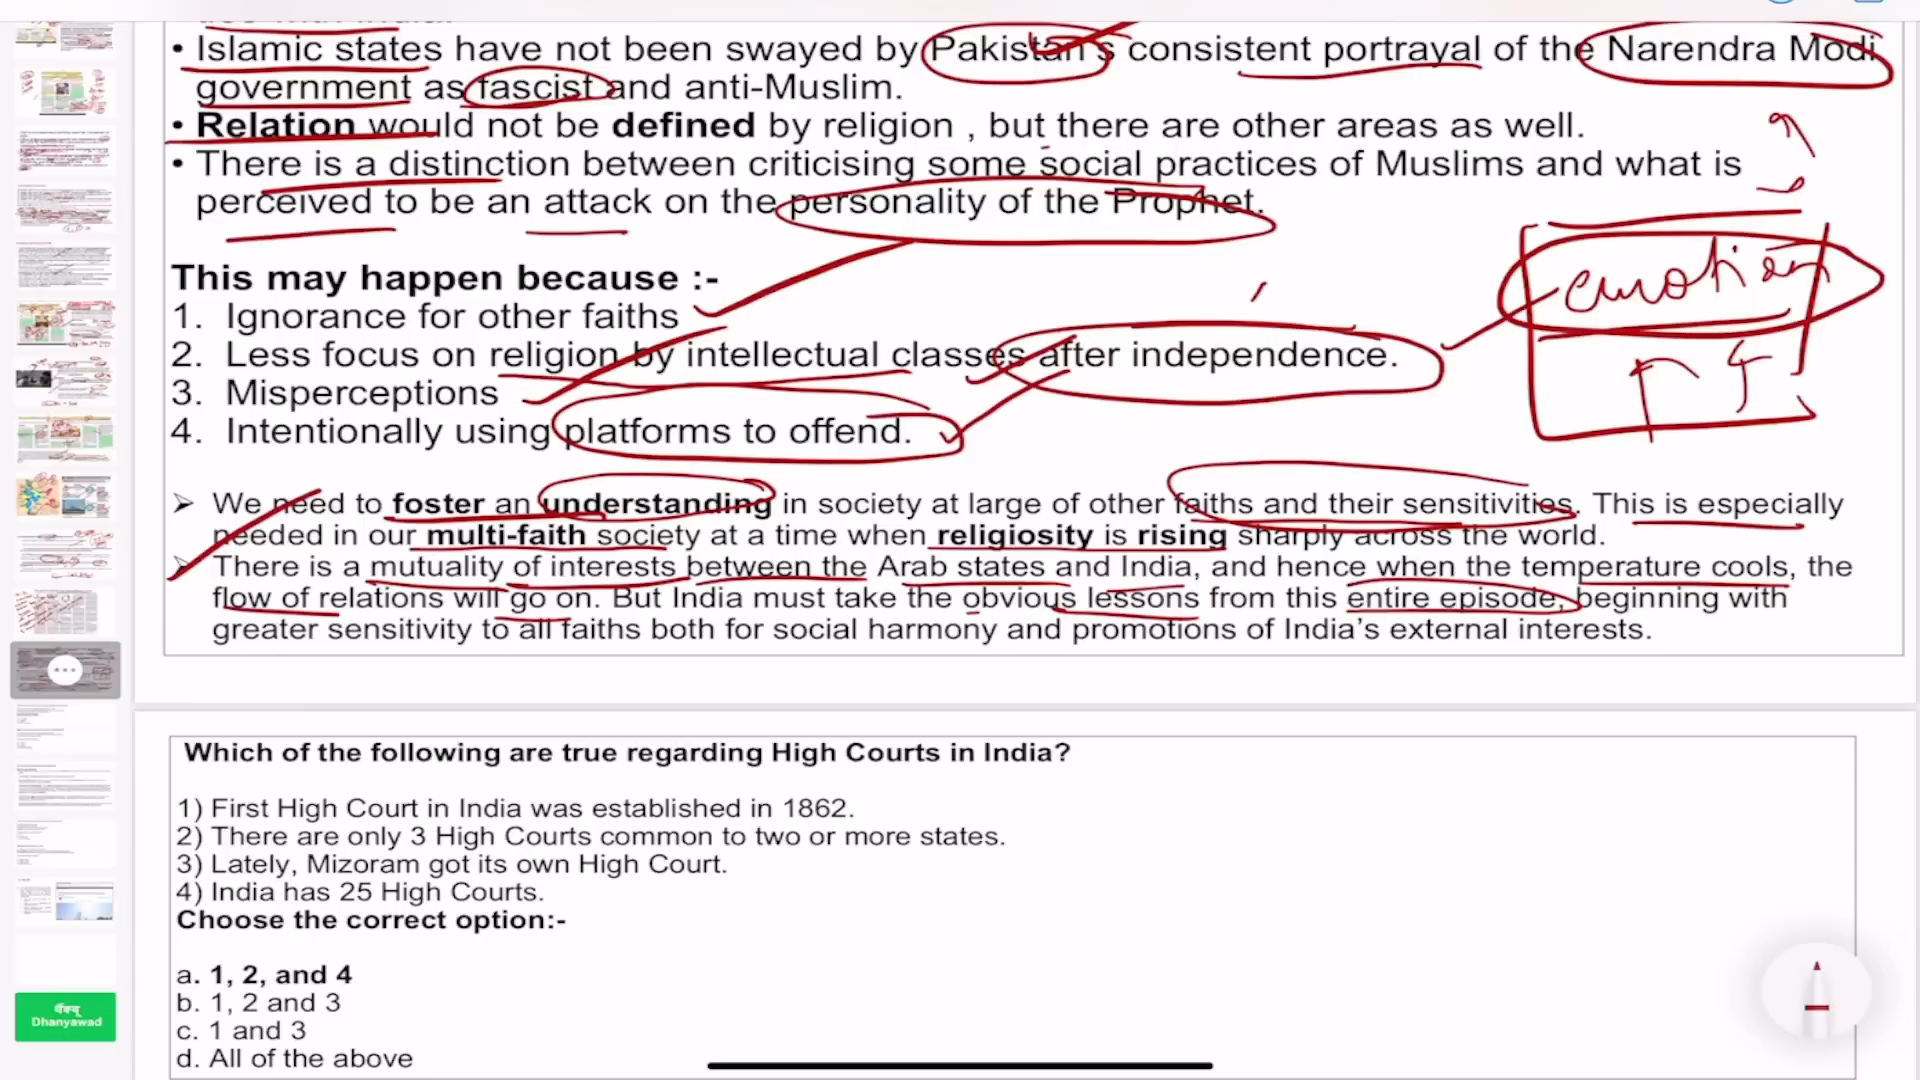 • Islamic states have not been swayed by Pakistan's consistent portrayal of the Narendra Modi
government as fascist and anti-Muslim.
• Relation would not be defined by religion , but there are other areas as well.
• There is a distinction between criticising some social practices of Muslims and what is
perceived to be an attack on the personality of the Prophet.
emotion
This may happen because :-
1. Ignorance for other faiths
2. Less focus on religion by intellectual classes after independence.
3. Misperceptions
4. Intentionally using platforms to offend.
➢ We need to foster an understanding in society at large of other faiths and their sensitivities. This is especially
needed in our multi-faith society at a time when religiosity is rising sharply across the world.
➢ There is a mutuality of interests between the Arab states and India, and hence when the temperature cools, the
flow of relations will go on. But India must take the obvious lessons from this entire episode, beginning with
greater sensitivity to all faiths both for social harmony and promotions of India's external interests.
Which of the following are true regarding High Courts in India?
1) First High Court in India was established in 1862.
2) There are only 3 High Courts common to two or more states.
3) Lately, Mizoram got its own High Court.
4) India has 25 High Courts.
Choose the correct option:-
a. 1, 2, and 4
b. 1, 2 and 3
c. 1 and 3
d. All of the above
Dhanyawad